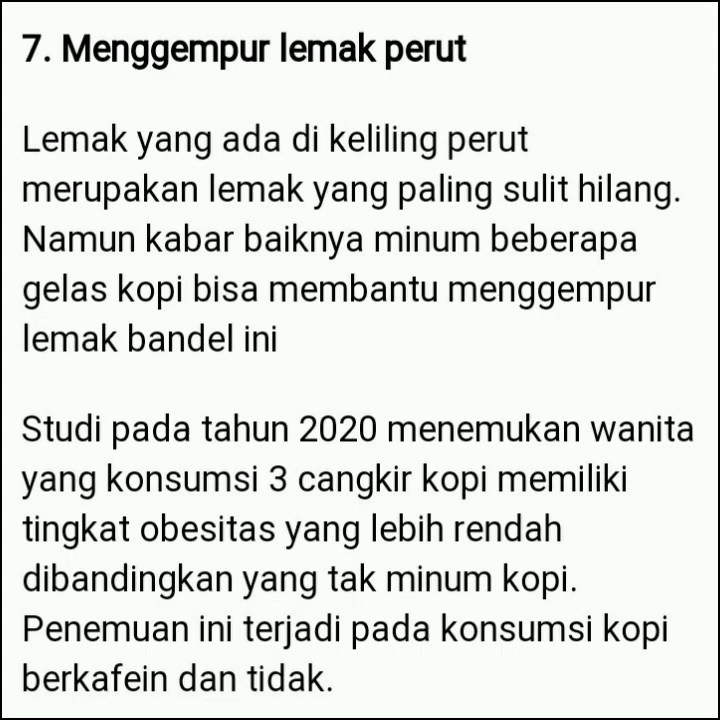 7. Menggempur lemak perut
Lemak yang ada di keliling perut
merupakan lemak yang paling sulit hilang.
Namun kabar baiknya minum beberapa
gelas kopi bisa membantu menggempur
lemak bandel ini
Studi pada tahun 2020 menemukan wanita
yang konsumsi 3 cangkir kopi memiliki
tingkat obesitas yang lebih rendah
dibandingkan yang tak minum kopi.
Penemuan ini terjadi pada konsumsi kopi
berkafein dan tidak.